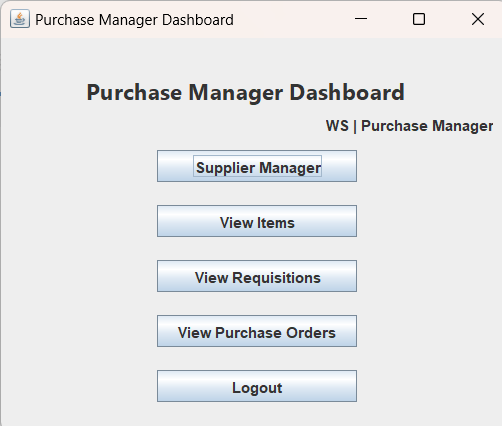 Purchase Manager Dashboard
Purchase Manager Dashboard
WS | Purchase Manager
Supplier Manager
View Items
View Requisitions
View Purchase Orders
Logout